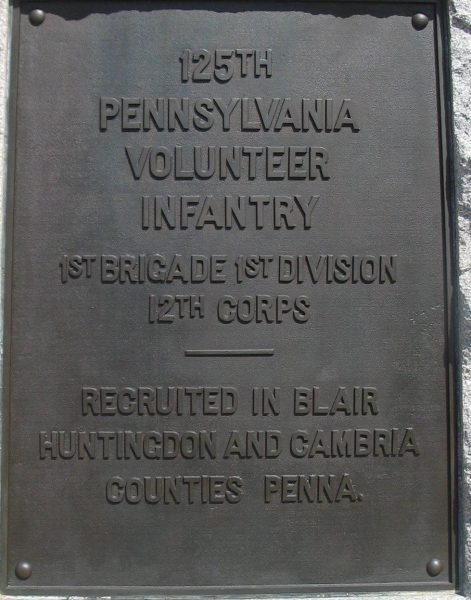 125TH
PENNSYLVANIA
VOLUNTEER
INFANTRY
1ST BRIGADE 1ST DIVISION
12TH CORPS
RECRUITED IN BLAIR
HUNTINGDON AND CAMBRIA
COUNTIES PENNA.